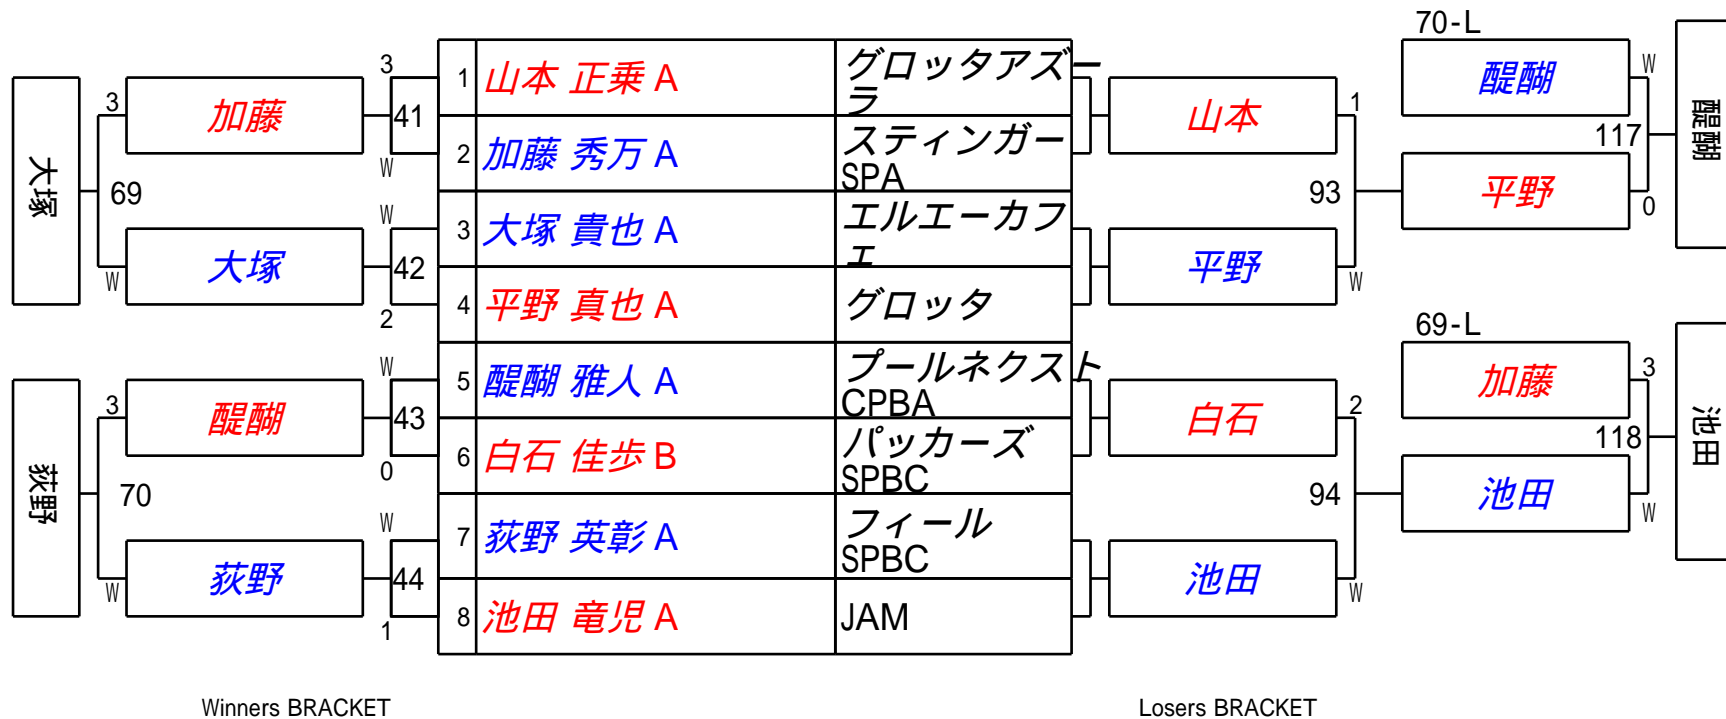 70-L
3
1 山本 正乗 A グロッタアズー
ラ
W
3 加藤 41 山本 1 醍醐
2 加藤 秀万 A スティンガー
SPA
117 醍醐
W
大塚 69 93 平野
W
0
3 大塚 貴也 A エルエーカフ
ェ
W 大塚 42 平野 W
4 平野 真也 A グロッタ
2
69-L
W
5 醍醐 雅人 A プールネクスト
CPBA
加藤 3
3 醍醐 43 白石 2
6 白石 佳歩 B パッカーズ
SPBC
118 池田
0
荻野 70 94 池田 W
W
7 荻野 英彰 A フィール
SPBC
W 荻野 44 池田 W
8 池田 竜児 A JAM
1
Winners BRACKET Losers BRACKET